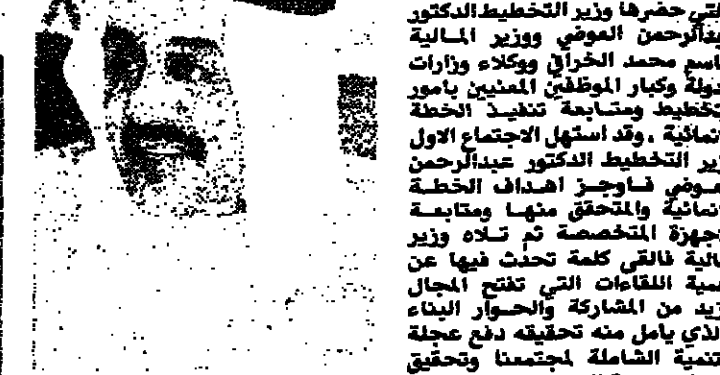 لتي حضرها وزير التخطيط الدكتور
عبدالرحمن العوضي ووزير المالية
جاسم محمد الخرافي ووكلاء وزارات
الدولة وكبار الموظفين المعنيين بأمور
التخطيط ومتابعة تنفيذ الخطة
الانمائية . وقد استهل الاجتماع الاول
وزير التخطيط الدكتور عبدالرحمن
العوضي فاوجز اهداف الخطة
الانمائية والمتحقق منها ومتابعة
الاجهزة المتخصصة ثم تلاه وزير
المالية فالقى كلمة تحدث فيها عن
اهمية اللقاءات التي تفتح المجال
لمزيد من المشاركة والحوار البناء
الذي يامل منه تحقيقه دفع عجلة
التنمية الشاملة لمجتمعنا وتحقيق